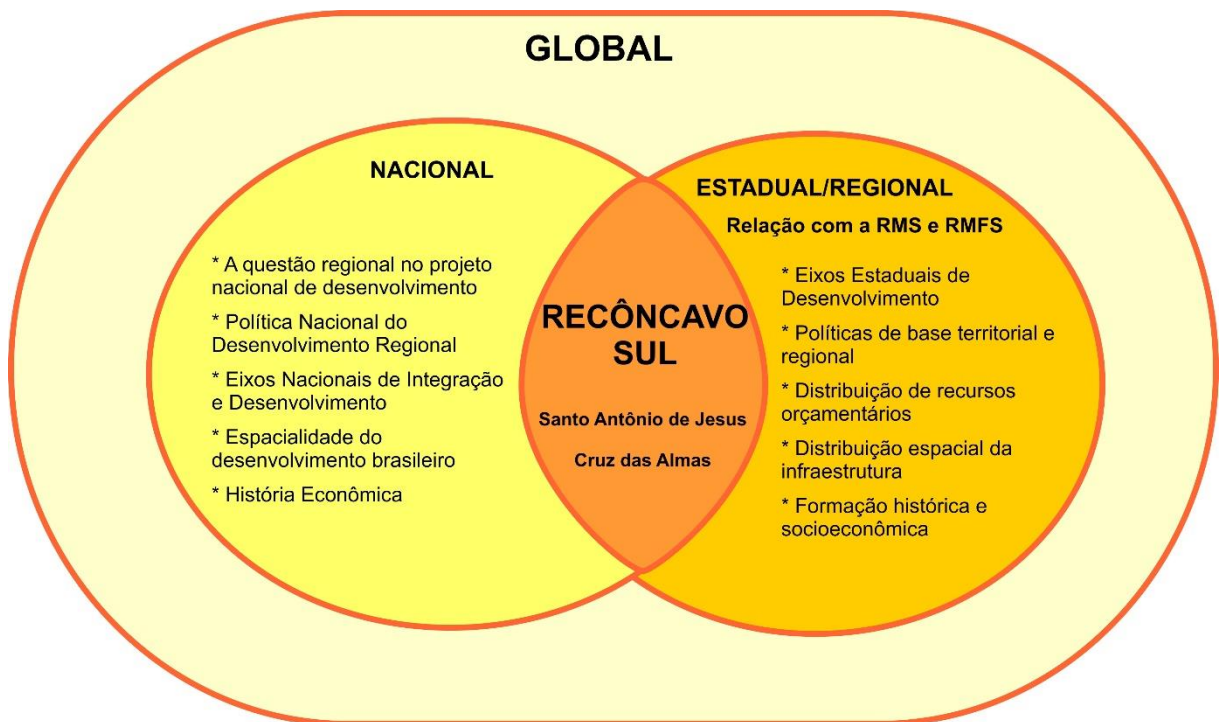 GLOBAL
NACIONAL
* A questão regional no projeto
nacional de desenvolvimento
* Política Nacional do
Desenvolvimento Regional
* Eixos Nacionais de Integração
e Desenvolvimento
* Espacialidade do
desenvolvimento brasileiro
* História Econômica
RECÔNCAVO
SUL
Santo Antônio de Jesus
Cruz das Almas
ESTADUAL/REGIONAL
Relação com a RMS e RMFS
* Eixos Estaduais de
Desenvolvimento
* Políticas de base territorial e
regional
* Distribuição de recursos
orçamentários
* Distribuição espacial da
infraestrutura
* Formação histórica e
socioeconômica